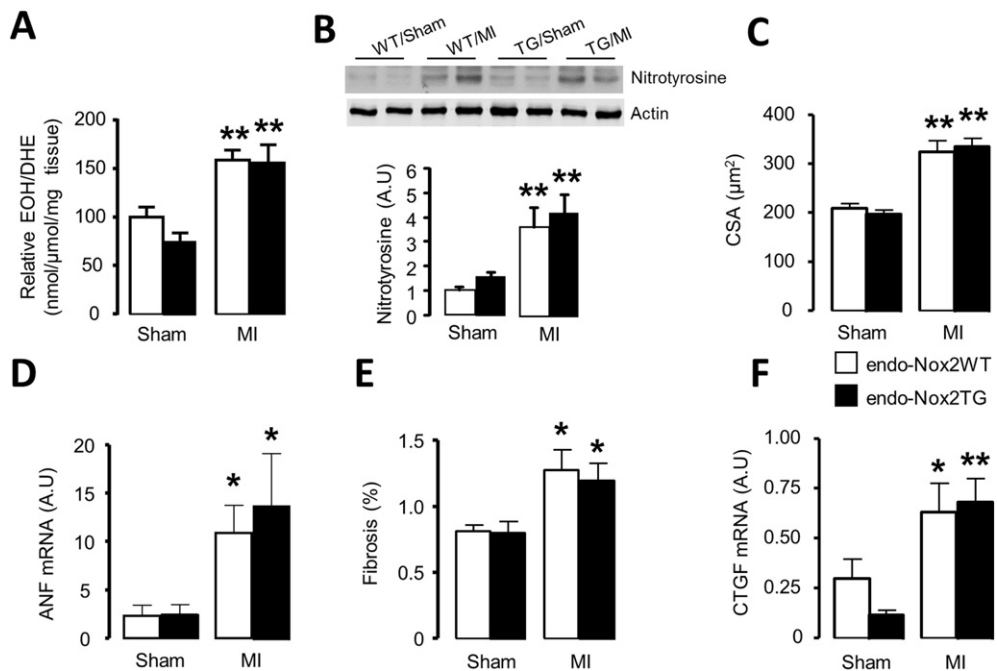 A
Relative EOH/DHE
(nmol/µmol/mg tissue)
200
150
100
50
0
** **
Sham MI
B
WT/Sham WT/MI TG/Sham TG/MI
Nitrotyrosine
Actin
Nitrotyrosine (A.U)
6
5
4
3
2
1
0
** **
Sham MI
C
CSA (µm²)
400
300
200
100
0
** **
Sham MI
endo-Nox2WT
endo-Nox2TG
D
ANF mRNA (A.U)
20
15
10
5
0
* *
Sham MI
E
Fibrosis (%)
1.5
1.0
0.5
0
* *
Sham MI
F
CTGF mRNA (A.U)
1.00
0.75
0.50
0.25
0.00
* **
Sham MI